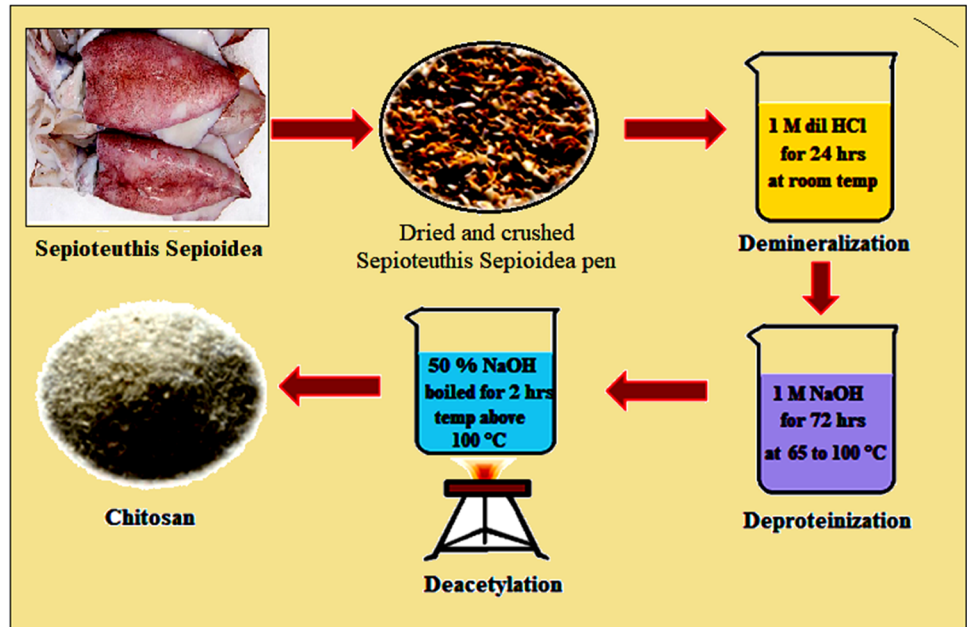 Sepioteuthis Sepioidea
Dried and crushed
Sepioteuthis Sepioidea pen
1 M dil HCl
for 24 hrs
at room temp
Demineralization
1 M NaOH
for 72 hrs
at 65 to 100 °C
Deproteinization
50 % NaOH
boiled for 2 hrs
temp above
100 °C
Deacetylation
Chitosan